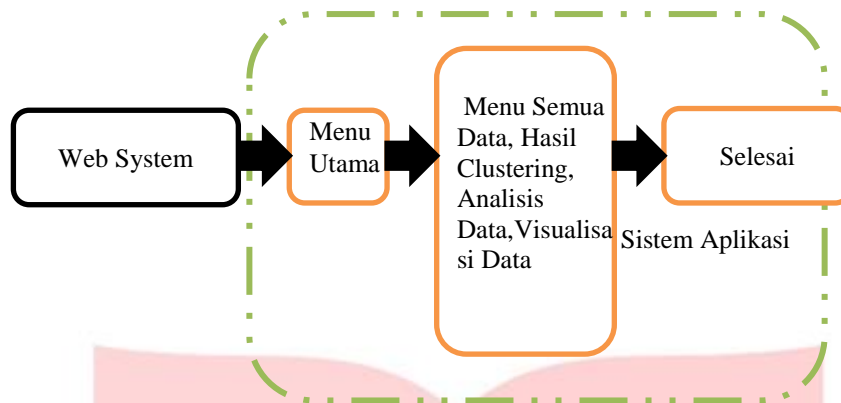 Web System
Menu
Utama
Menu Semua
Data, Hasil
Clustering,
Analisis
Data,Visualisa
si Data
Selesai
Sistem Aplikasi